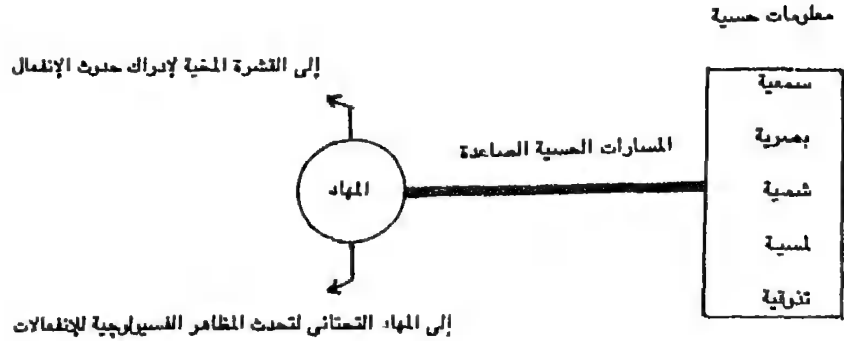 معلومات حسية
سمعية
بصرية
شمية
لمسية
تذوقية
المسارات الحسية الصاعدة
المهاد
إلى القشرة المخية لإدراك حدوث الإنفعال
إلى المهاد التحتاني لتحدث المظاهر الفسيولوجية للإنفعالات